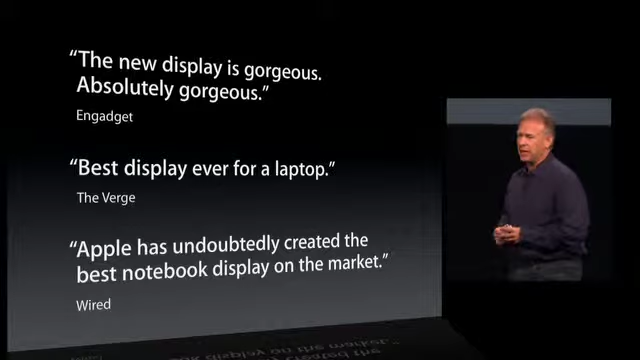 “The new display is gorgeous.
Absolutely gorgeous.”
Engadget
“Best display ever for a laptop.”
The Verge
“Apple has undoubtedly created the
best notebook display on the market.”
Wired